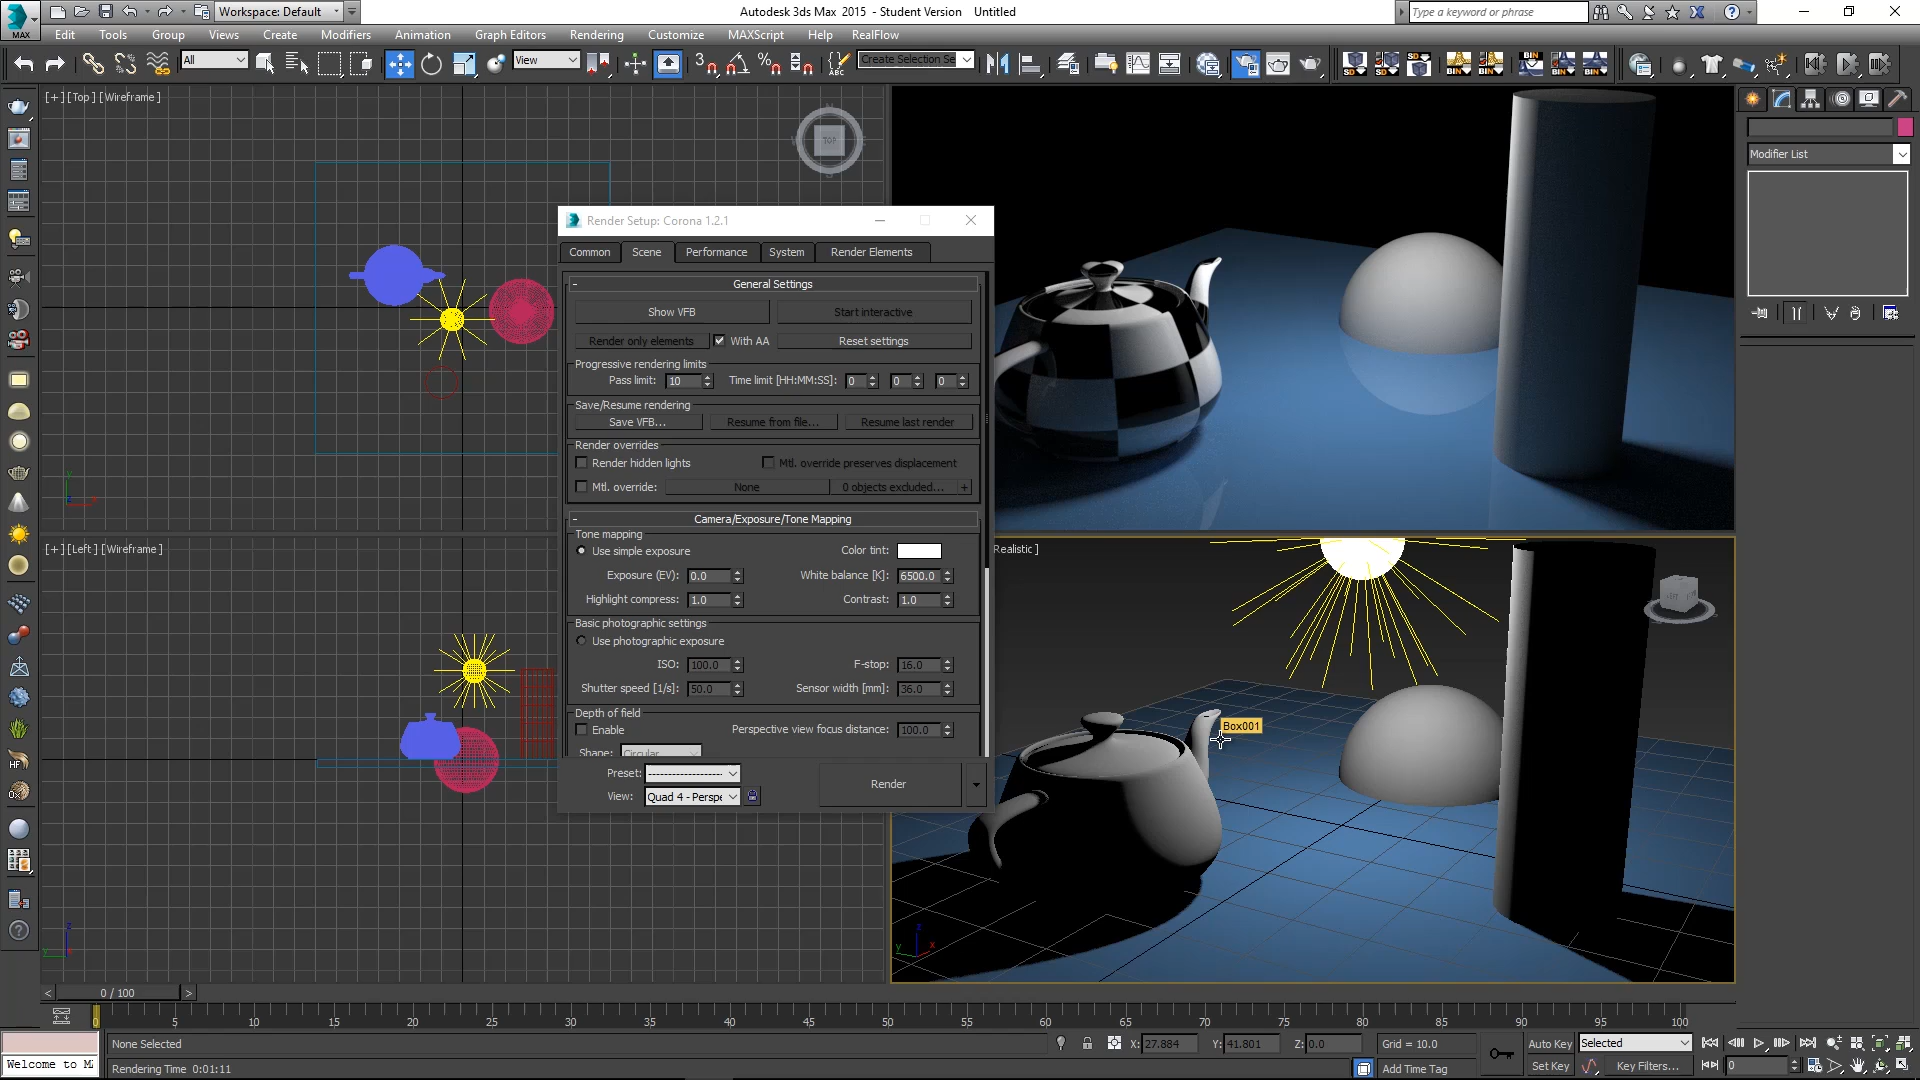 Workspace: Default
Autodesk 3ds Max  2015  - Student Version    Untitled
Type a keyword or phrase
MAX
Edit Tools Group Views Create Modifiers Animation Graph Editors Rendering Customize MAXScript Help RealFlow
All
View
Create Selection Se
[+][Top][Wireframe]
TOP
Modifier List
Render Setup: Corona 1.2.1
Common Scene Performance System Render Elements
General Settings
Show VFB Start interactive
Render only elements With AA Reset settings
Progressive rendering limits
Pass limit: 10 Time limit [HH:MM:SS]: 0 0 0
Save/Resume rendering
Save VFB... Resume from file... Resume last render
Render overrides
Render hidden lights Mtl. override preserves displacement
Mtl. override: None 0 objects excluded... +
Camera/Exposure/Tone Mapping
Tone mapping
Use simple exposure Color tint:
Exposure (EV): 0.0 White balance [K]: 6500.0
Highlight compress: 1.0 Contrast: 1.0
Basic photographic settings
Use photographic exposure
ISO: 100.0 F-stop: 16.0
Shutter speed [1/s]: 50.0 Sensor width [mm]: 36.0
Depth of field
Enable Perspective view focus distance: 100.0
Shape: Circular
Preset:
View: Quad 4 - Perspe
Render
[+][Left][Wireframe]
Realistic]
Box001
HF
0 / 100
0 5 10 15 20 25 30 35 40 45 50 55 60 65 70 75 80 85 90 95 100
None Selected
X: 27.884 Y: 41.801 Z: 0.0 Grid = 10.0
Auto Key Selected
Welcome to M
Rendering Time  0:01:11
Add Time Tag
Set Key Key Filters... 0